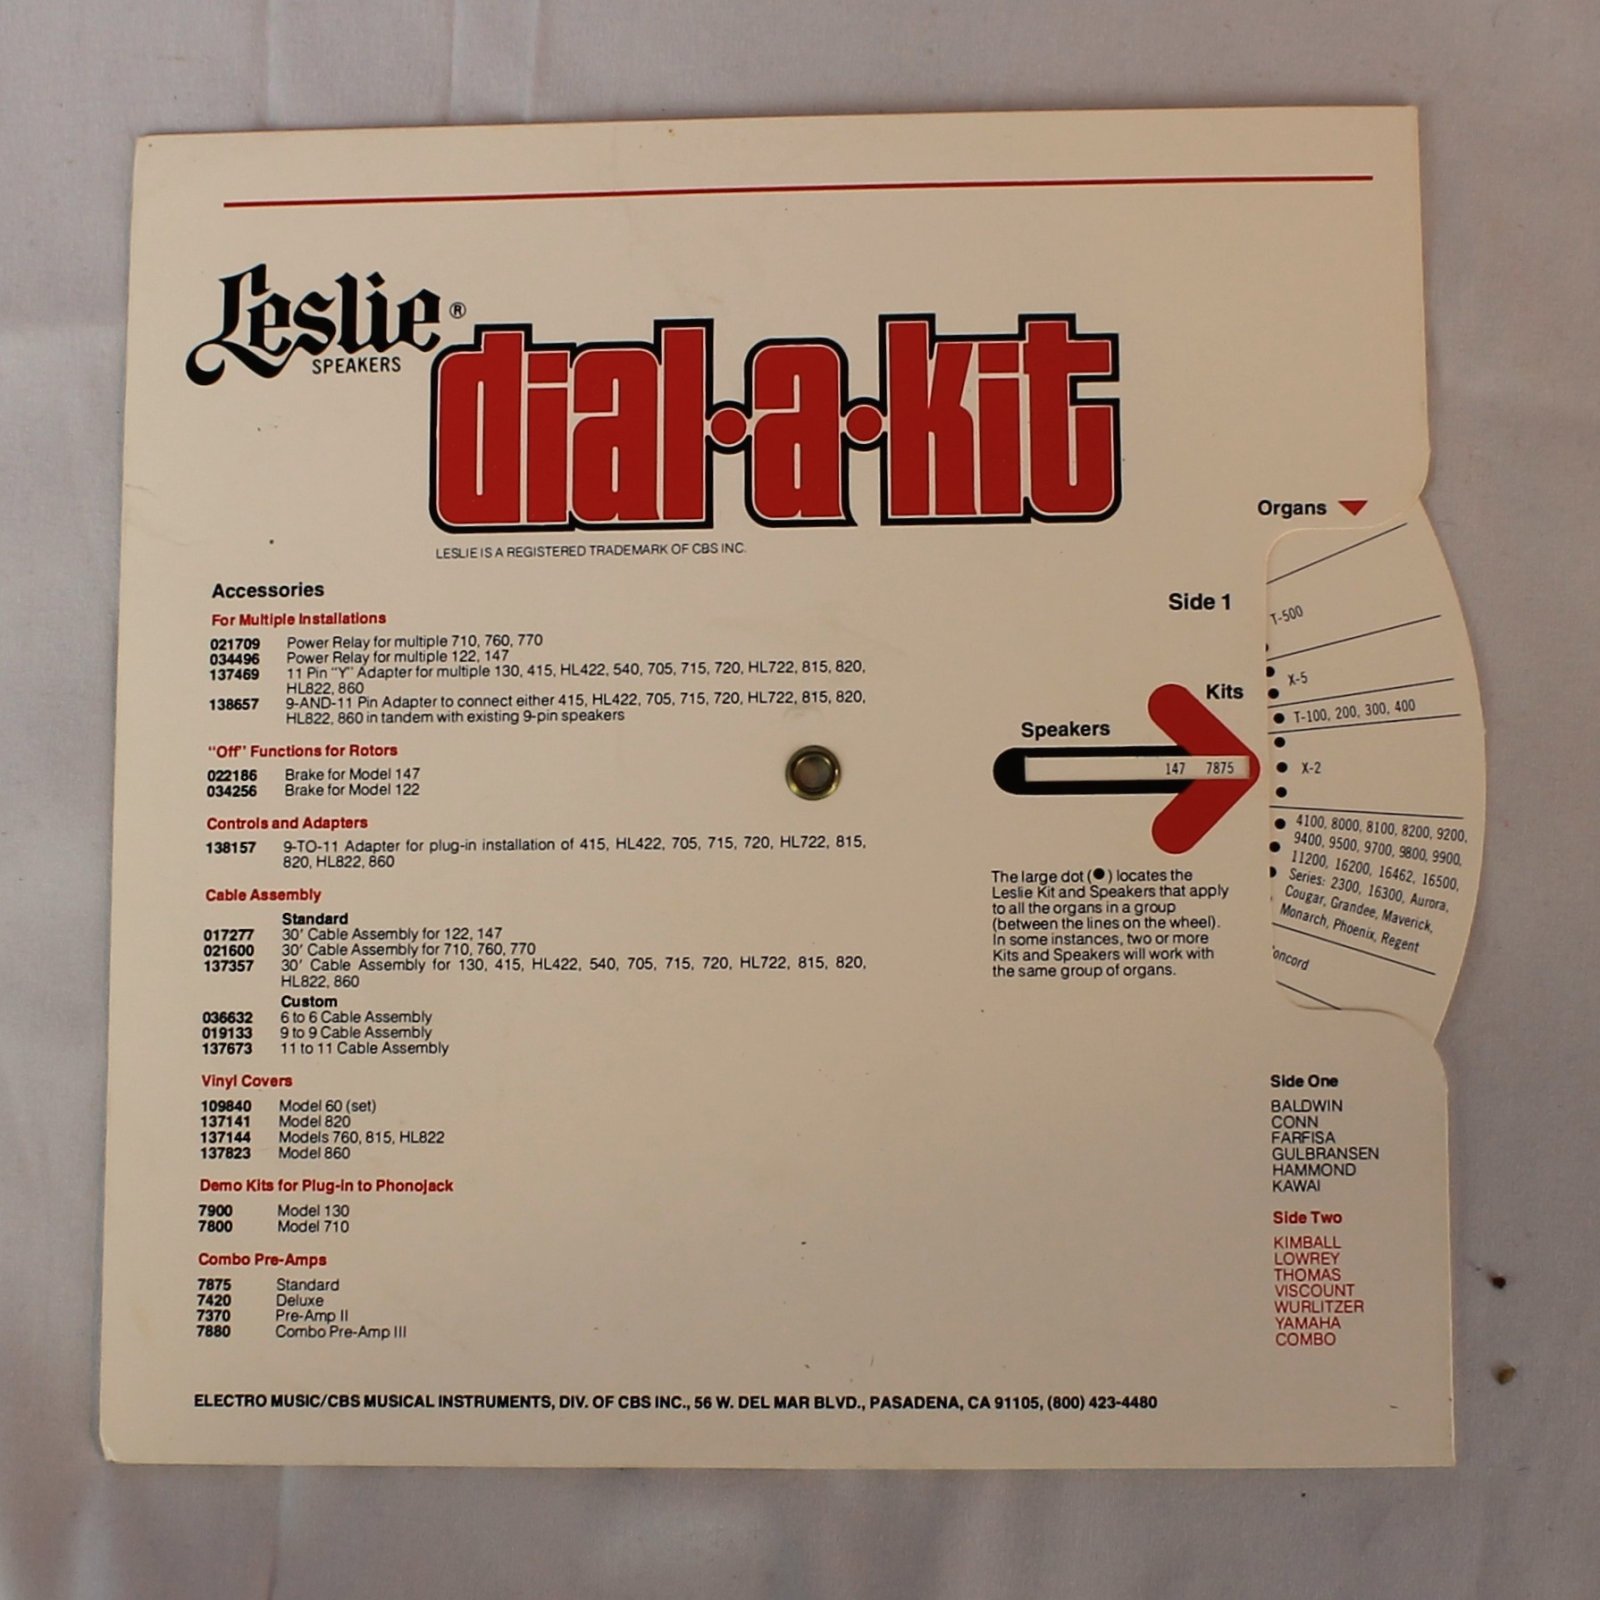 Leslie®
SPEAKERS
dial•a•kit
LESLIE IS A REGISTERED TRADEMARK OF CBS INC.
Accessories
For Multiple Installations
021709 Power Relay for multiple 710, 760, 770
034496 Power Relay for multiple 122, 147
137469 11 Pin "Y" Adapter for multiple 130, 415, HL422, 540, 705, 715, 720, HL722, 815, 820,
HL822, 860
138657 9-AND-11 Pin Adapter to connect either 415, HL422, 705, 715, 720, HL722, 815, 820,
HL822, 860 in tandem with existing 9-pin speakers
"Off" Functions for Rotors
022186 Brake for Model 147
034256 Brake for Model 122
Controls and Adapters
138157 9-TO-11 Adapter for plug-in installation of 415, HL422, 705, 715, 720, HL722, 815,
820, HL822, 860
Cable Assembly
Standard
017277 30' Cable Assembly for 122, 147
021600 30' Cable Assembly for 710, 760, 770
137357 30' Cable Assembly for 130, 415, HL422, 540, 705, 715, 720, HL722, 815, 820,
HL822, 860
Custom
036632 6 to 6 Cable Assembly
019133 9 to 9 Cable Assembly
137673 11 to 11 Cable Assembly
Vinyl Covers
109840 Model 60 (set)
137141 Model 820
137144 Models 760, 815, HL822
137823 Model 860
Demo Kits for Plug-in to Phonojack
7900 Model 130
7800 Model 710
Combo Pre-Amps
7875 Standard
7420 Deluxe
7370 Pre-Amp II
7880 Combo Pre-Amp III
Organs
Side 1
Kits
Speakers
147 7875
The large dot (●) locates the
Leslie Kit and Speakers that apply
to all the organs in a group
(between the lines on the wheel).
In some instances, two or more
Kits and Speakers will work with
the same group of organs.
T-500
● X-5
● T-100, 200, 300, 400
● X-2
● 4100, 8000, 8100, 8200, 9200,
9400, 9500, 9700, 9800, 9900,
11200, 16200, 16462, 16500,
Series: 2300, 16300, Aurora,
Cougar, Grandee, Maverick,
Monarch, Phoenix, Regent
oncord
Side One
BALDWIN
CONN
FARFISA
GULBRANSEN
HAMMOND
KAWAI
Side Two
KIMBALL
LOWREY
THOMAS
VISCOUNT
WURLITZER
YAMAHA
COMBO
ELECTRO MUSIC/CBS MUSICAL INSTRUMENTS, DIV. OF CBS INC., 56 W. DEL MAR BLVD., PASADENA, CA 91105, (800) 423-4480